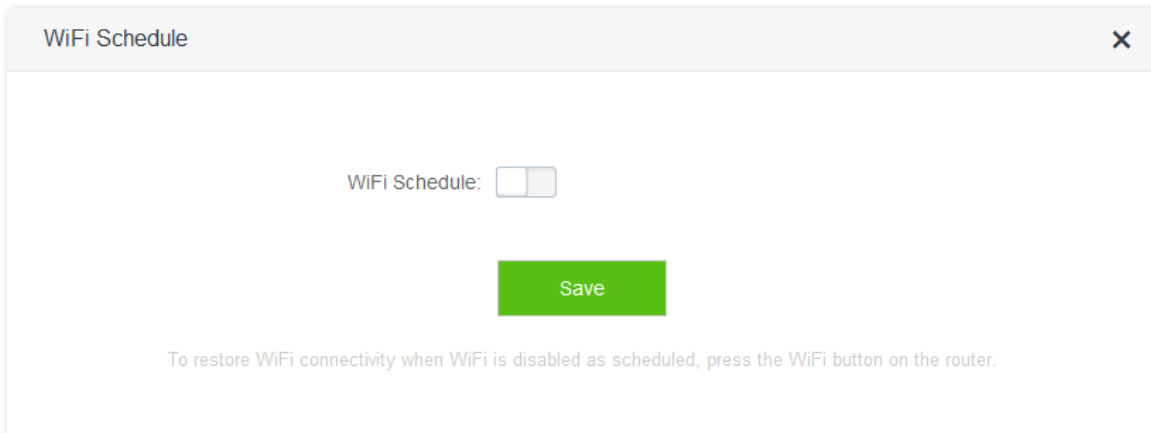 WiFi Schedule
WiFi Schedule:
Save
To restore WiFi connectivity when WiFi is disabled as scheduled, press the WiFi button on the router.